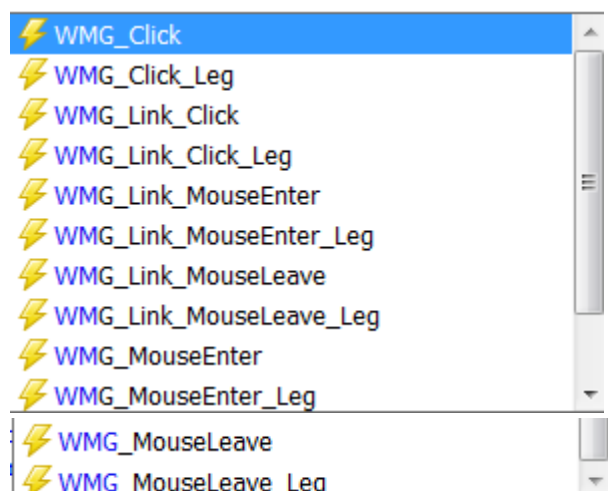 WMG_Click
WMG_Click_Leg
WMG_Link_Click
WMG_Link_Click_Leg
WMG_Link_MouseEnter
WMG_Link_MouseEnter_Leg
WMG_Link_MouseLeave
WMG_Link_MouseLeave_Leg
WMG_MouseEnter
WMG_MouseEnter_Leg
WMG_MouseLeave
WMG_MouseLeave_Leg